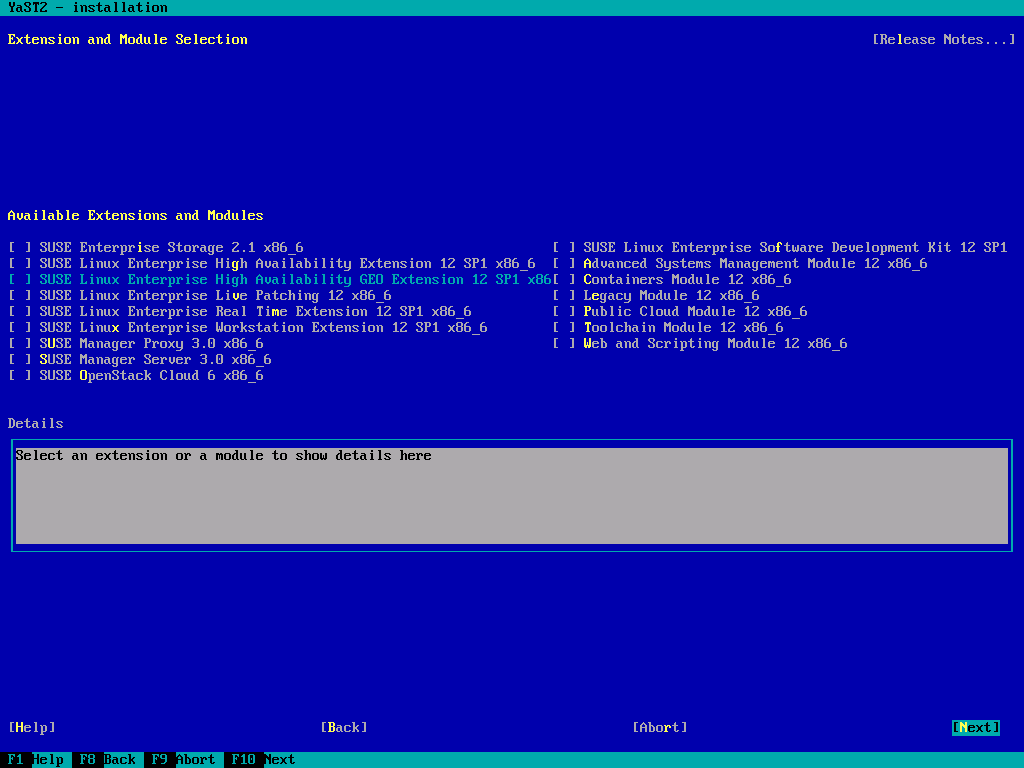 YaST2 - installation
Extension and Module Selection [Release Notes...]
Available Extensions and Modules
[ ] SUSE Enterprise Storage 2.1 x86_6 [ ] SUSE Linux Enterprise Software Development Kit 12 SP1
[ ] SUSE Linux Enterprise High Availability Extension 12 SP1 x86_6 [ ] Advanced Systems Management Module 12 x86_6
[ ] SUSE Linux Enterprise High Availability GEO Extension 12 SP1 x86[ ] Containers Module 12 x86_6
[ ] SUSE Linux Enterprise Live Patching 12 x86_6 [ ] Legacy Module 12 x86_6
[ ] SUSE Linux Enterprise Real Time Extension 12 SP1 x86_6 [ ] Public Cloud Module 12 x86_6
[ ] SUSE Linux Enterprise Workstation Extension 12 SP1 x86_6 [ ] Toolchain Module 12 x86_6
[ ] SUSE Manager Proxy 3.0 x86_6 [ ] Web and Scripting Module 12 x86_6
[ ] SUSE Manager Server 3.0 x86_6
[ ] SUSE OpenStack Cloud 6 x86_6
Details
Select an extension or a module to show details here
[Help] [Back] [Abort] [Next]
F1 Help F8 Back F9 Abort F10 Next